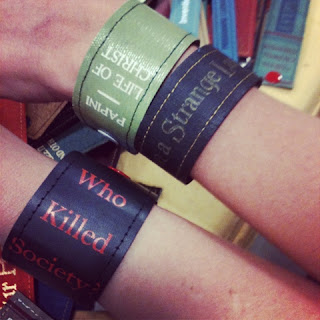 PAPINI
LIFE OF
CHRIST
a Strange
Who
Killed
Society?